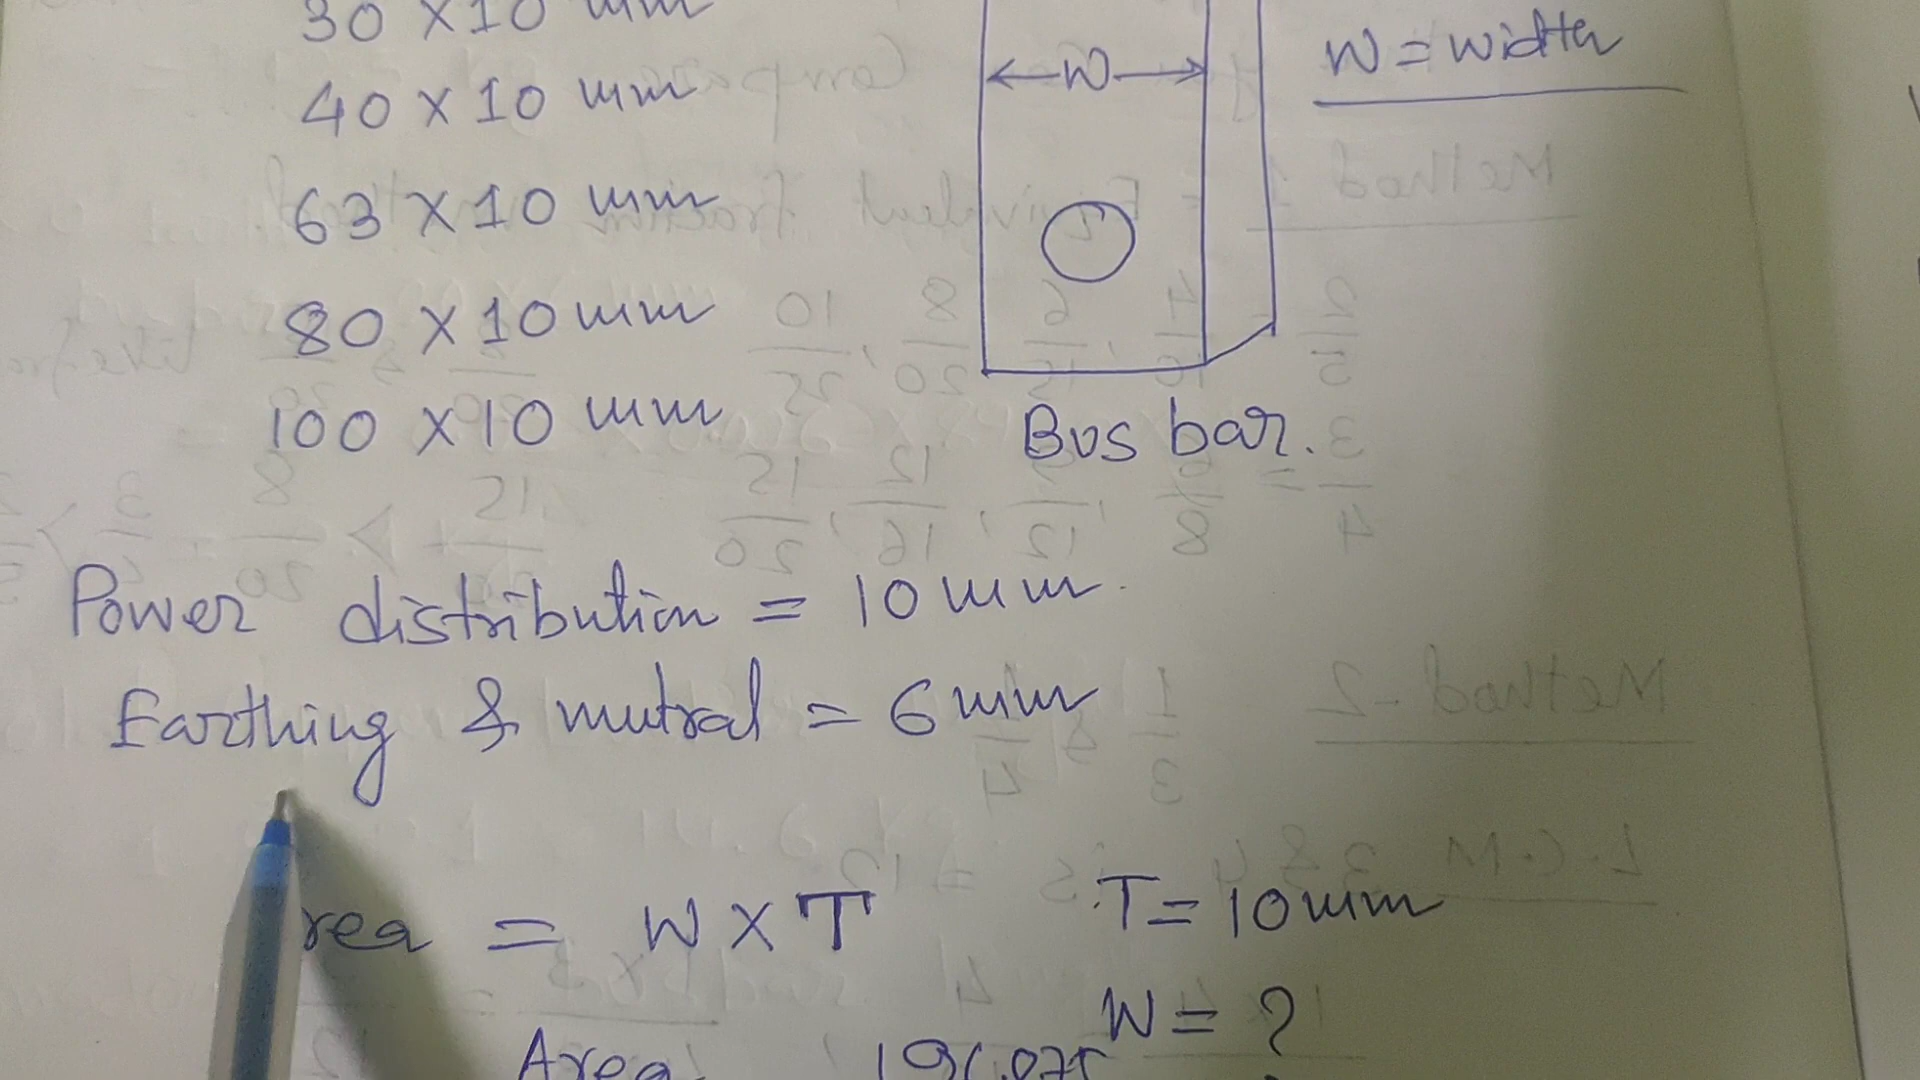 30 X 10 mm
40 X 10 mm
63 X 10 mm
80 X 10 mm
100 X 10 mm
W
W = width
Bus bar.
Power distribution = 10 mm.
Earthing & nutral = 6 mm
rea = W X T
T = 10 mm
W = ?
Area